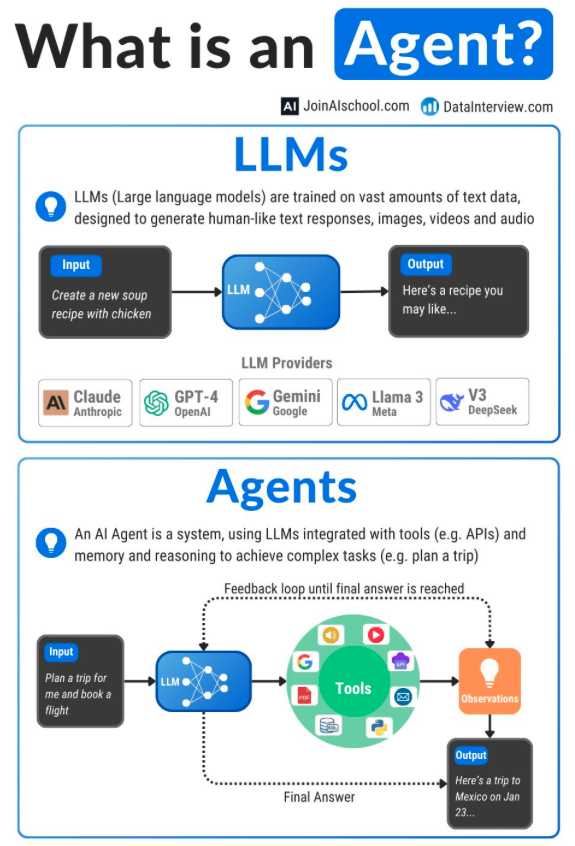 What is an Agent?
AI JoinAIschool.com DataInterview.com
LLMs
LLMs (Large language models) are trained on vast amounts of text data,
designed to generate human-like text responses, images, videos and audio
Input
Create a new soup
recipe with chicken
LLM
Output
Here's a recipe you
may like...
LLM Providers
AI Claude
Anthropic
GPT-4
OpenAI
Gemini
Google
Llama 3
Meta
V3
DeepSeek
Agents
An AI Agent is a system, using LLMs integrated with tools (e.g. APIs) and
memory and reasoning to achieve complex tasks (e.g. plan a trip)
Feedback loop until final answer is reached
Input
Plan a trip for
me and book a
flight
LLM
Tools
G
API
PDF
Observations
Output
Here's a trip to
Mexico on Jan
23...
Final Answer